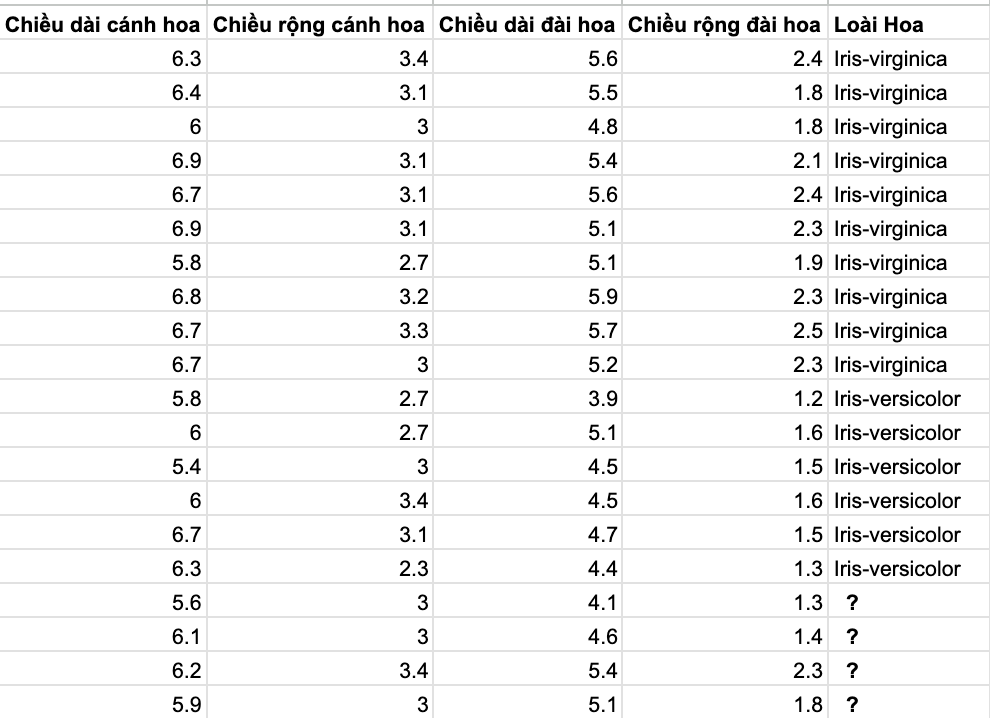 Chiều dài cánh hoa Chiều rộng cánh hoa Chiều dài đài hoa Chiều rộng đài hoa Loài Hoa
6.3 3.4 5.6 2.4 Iris-virginica
6.4 3.1 5.5 1.8 Iris-virginica
6 3 4.8 1.8 Iris-virginica
6.9 3.1 5.4 2.1 Iris-virginica
6.7 3.1 5.6 2.4 Iris-virginica
6.9 3.1 5.1 2.3 Iris-virginica
5.8 2.7 5.1 1.9 Iris-virginica
6.8 3.2 5.9 2.3 Iris-virginica
6.7 3.3 5.7 2.5 Iris-virginica
6.7 3 5.2 2.3 Iris-virginica
5.8 2.7 3.9 1.2 Iris-versicolor
6 2.7 5.1 1.6 Iris-versicolor
5.4 3 4.5 1.5 Iris-versicolor
6 3.4 4.5 1.6 Iris-versicolor
6.7 3.1 4.7 1.5 Iris-versicolor
6.3 2.3 4.4 1.3 Iris-versicolor
5.6 3 4.1 1.3 ?
6.1 3 4.6 1.4 ?
6.2 3.4 5.4 2.3 ?
5.9 3 5.1 1.8 ?